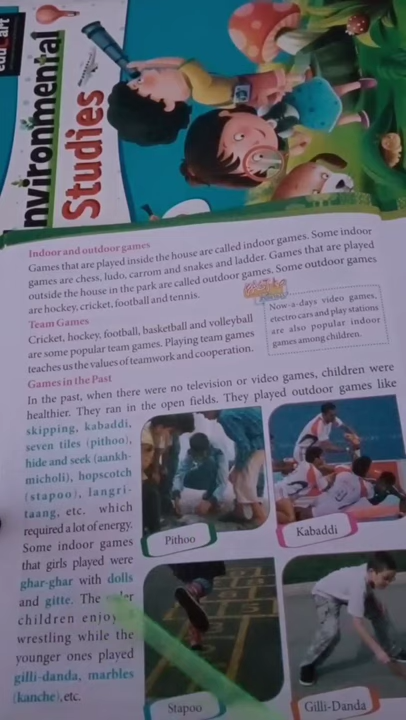 eduCart
nvironmental
Studies
Indoor and outdoor games
Games that are played inside the house are called indoor games. Some indoor
games are chess, ludo, carrom and snakes and ladder. Games that are played
outside the house in the park are called outdoor games. Some outdoor games
are hockey, cricket, football and tennis.
Team Games
Cricket, hockey, football, basketball and volleyball
are some popular team games. Playing team games
teaches us the values of teamwork and cooperation.
Now-a-days video games,
electro cars and play stations
are also popular indoor
games among children.
Games in the Past
In the past, when there were no television or video games, children were
healthier. They ran in the open fields. They played outdoor games like
skipping, kabaddi,
seven tiles (pithoo),
hide and seek (aankh-
micholi), hopscotch
(stapoo), langri-
taang, etc. which
required a lot of energy.
Some indoor games
that girls played were
ghar-ghar with dolls
and gitte. The
children enjoy
wrestling while the
younger ones played
gilli-danda, marbles
(kanche), etc.
Pithoo
Kabaddi
Stapoo
Gilli-Danda